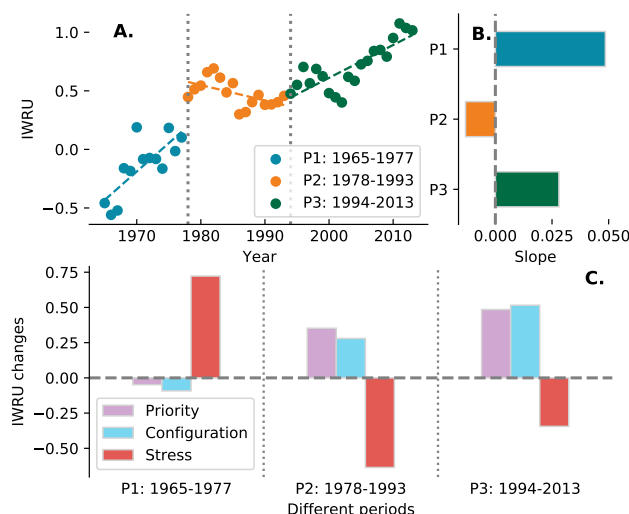 A.
B.
1.0
0.5
0.0
−0.5
IWRU
P1: 1965-1977
P2: 1978-1993
P3: 1994-2013
1970
1980
1990
2000
2010
Year
P1
P2
P3
0.000
0.025
0.050
Slope
C.
0.75
0.50
0.25
0.00
−0.25
−0.50
IWRU changes
Priority
Configuration
Stress
P1: 1965-1977
P2: 1978-1993
P3: 1994-2013
Different periods